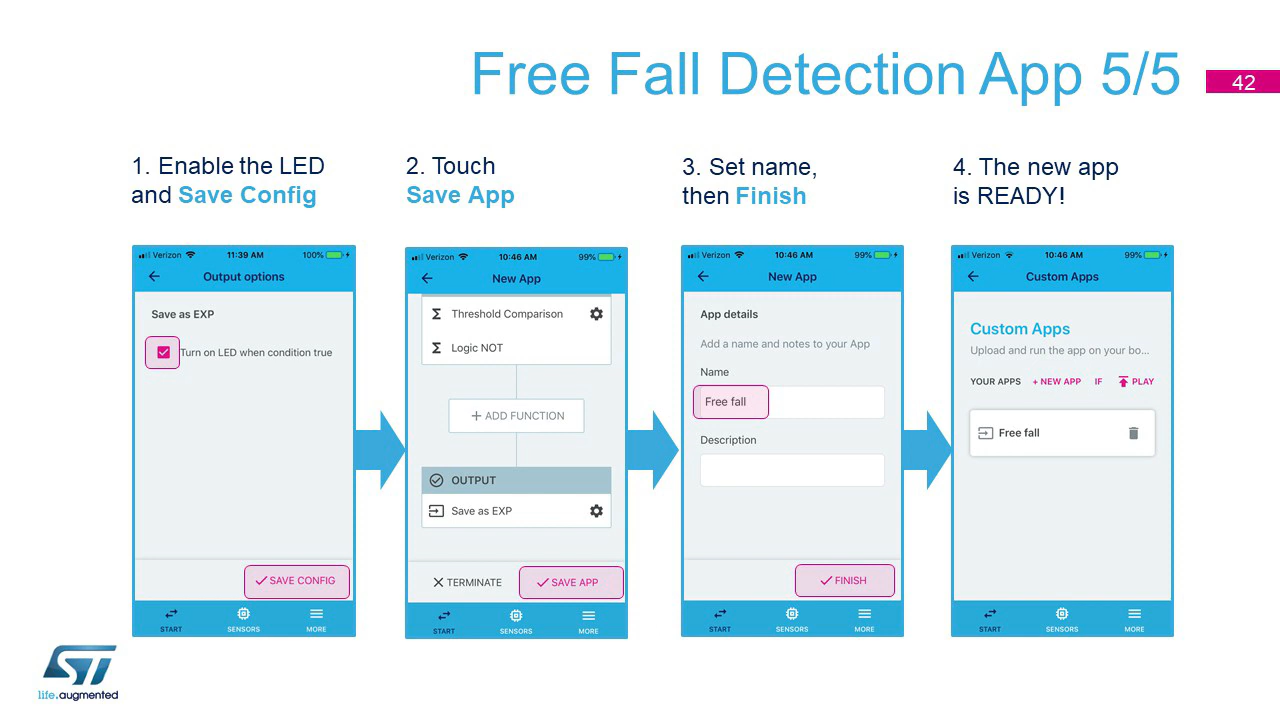 Free Fall Detection App 5/5
42
1. Enable the LED
and Save Config
2. Touch
Save App
3. Set name,
then Finish
4. The new app
is READY!
Verizon 11:39 AM 100%
Output options
Save as EXP
Turn on LED when condition true
SAVE CONFIG
START SENSORS MORE
Verizon 10:46 AM 99%
New App
Threshold Comparison
Logic NOT
+ ADD FUNCTION
OUTPUT
Save as EXP
TERMINATE SAVE APP
START SENSORS MORE
Verizon 10:46 AM 99%
New App
App details
Add a name and notes to your App
Name
Free fall
Description
FINISH
START SENSORS MORE
Verizon 10:46 AM 99%
Custom Apps
Custom Apps
Upload and run the app on your bo...
YOUR APPS + NEW APP IF PLAY
Free fall
START SENSORS MORE
ST
life.augmented